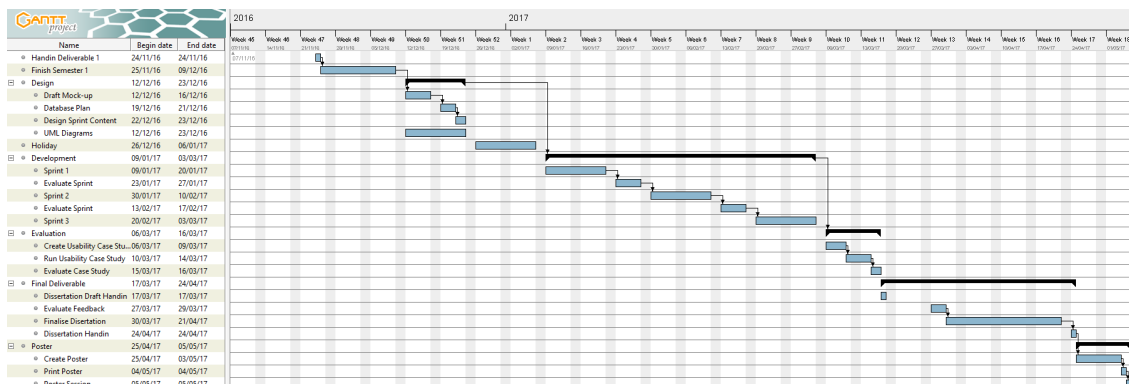 GANTT
project
2016 2017
Week 45 Week 46 Week 47 Week 48 Week 49 Week 50 Week 51 Week 52 Week 1 Week 2 Week 3 Week 4 Week 5 Week 6 Week 7 Week 8 Week 9 Week 10 Week 11 Week 12 Week 13 Week 14 Week 15 Week 16 Week 17 Week 18
Name Begin date End date
Handin Deliverable 1 24/11/16 24/11/16
07/11/16
Finish Semester 1 25/11/16 09/12/16
Design 12/12/16 23/12/16
Draft Mock-up 12/12/16 16/12/16
Database Plan 19/12/16 21/12/16
Design Sprint Content 22/12/16 23/12/16
UML Diagrams 12/12/16 23/12/16
Holiday 26/12/16 06/01/17
Development 09/01/17 03/03/17
Sprint 1 09/01/17 20/01/17
Evaluate Sprint 23/01/17 27/01/17
Sprint 2 30/01/17 10/02/17
Evaluate Sprint 13/02/17 17/02/17
Sprint 3 20/02/17 03/03/17
Evaluation 06/03/17 16/03/17
Create Usability Case Stu... 06/03/17 09/03/17
Run Usability Case Study 10/03/17 14/03/17
Evaluate Case Study 15/03/17 16/03/17
Final Deliverable 17/03/17 24/04/17
Dissertation Draft Handin 17/03/17 17/03/17
Evaluate Feedback 27/03/17 29/03/17
Finalise Disertation 30/03/17 21/04/17
Dissertation Handin 24/04/17 24/04/17
Poster 25/04/17 05/05/17
Create Poster 25/04/17 03/05/17
Print Poster 04/05/17 04/05/17
Poster Session 05/05/17 05/05/17